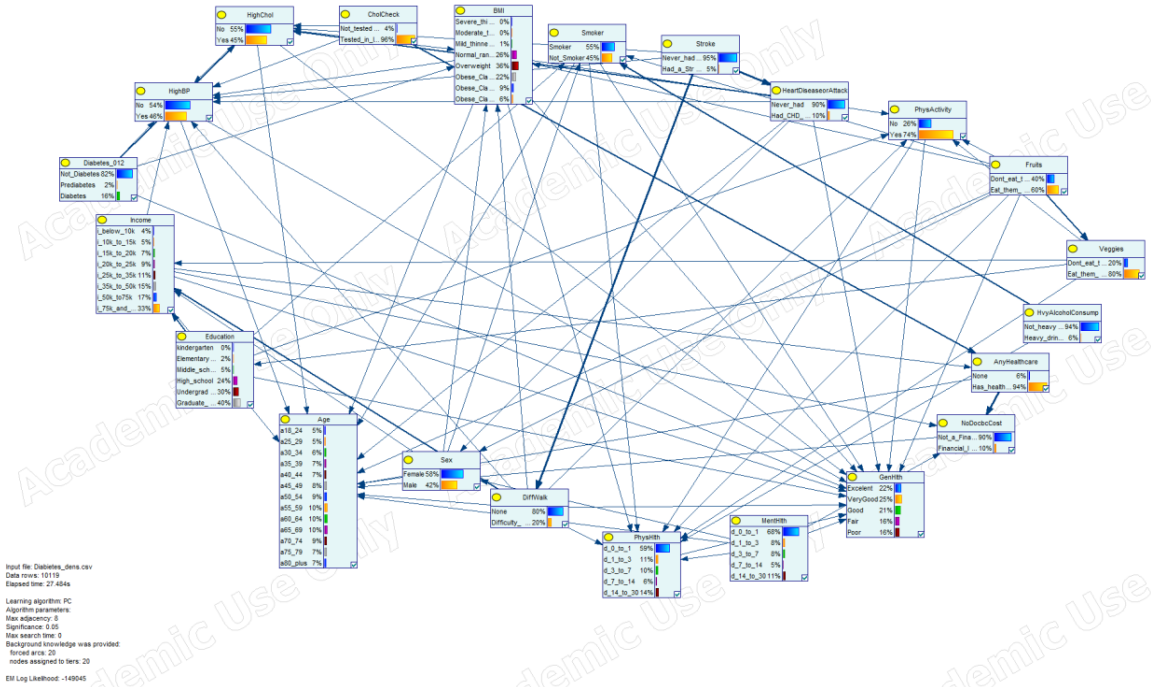 HighChol
No 55%
Yes 45%
CholCheck
Not_tested ... 4%
Tested_in_l... 96%
BMI
Severe_thi ... 0%
Moderate_t... 0%
Mild_thinne... 1%
Normal_ran... 26%
Overweight 36%
Obese_Cla... 22%
Obese_Cla... 9%
Obese_Cla... 6%
Smoker
Smoker 55%
Not_Smoker 45%
Stroke
Never_had ... 95%
Had_a_Str... 5%
HeartDiseaseorAttack
Never_had 90%
Had_CHD_ ... 10%
HighBP
No 54%
Yes 46%
PhysActivity
No 26%
Yes 74%
Diabetes_012
Not_Diabetes 82%
Prediabetes 2%
Diabetes 16%
Fruits
Dont_eat_t ... 40%
Eat_them_ ... 60%
Income
i_below_10k 4%
i_10k_to_15k 5%
i_15k_to_20k 7%
i_20k_to_25k 9%
i_25k_to_35k 11%
i_35k_to_50k 15%
i_50k_to75k 17%
i_75k_and_... 33%
Veggies
Dont_eat_t ... 20%
Eat_them_ ... 80%
HvyAlcoholConsump
Not_heavy ... 94%
Heavy_drin... 6%
Education
kindergarten 0%
Elementary ... 2%
Middle_sch... 5%
High_school 24%
Undergrad ... 30%
Graduate_ ... 40%
AnyHealthcare
None 6%
Has_health... 94%
Age
a18_24 5%
a25_29 5%
a30_34 6%
a35_39 7%
a40_44 7%
a45_49 8%
a50_54 9%
a55_59 10%
a60_64 10%
a65_69 10%
a70_74 9%
a75_79 7%
a80_plus 7%
NoDocbcCost
Not_a_Fina... 90%
Financial_l ... 10%
Sex
Female 58%
Male 42%
GenHlth
Excelent 22%
VeryGood 25%
Good 21%
Fair 16%
Poor 16%
DiffWalk
None 80%
Difficulty_ ... 20%
MentHlth
d_0_to_1 68%
d_1_to_3 8%
d_3_to_7 8%
d_7_to_14 5%
d_14_to_30 11%
PhysHlth
d_0_to_1 59%
d_1_to_3 11%
d_3_to_7 10%
d_7_to_14 6%
d_14_to_30 14%
Input file: Diabietes_dens.csv
Data rows: 10119
Elapsed time: 27.484s
Learning algorithm: PC
Algorithm parameters:
Max adjacency: 8
Significance: 0.05
Max search time: 0
Background knowledge was provided:
forced arcs: 20
nodes assigned to tiers: 20
EM Log Likelihood: -149045
Academic Use Only